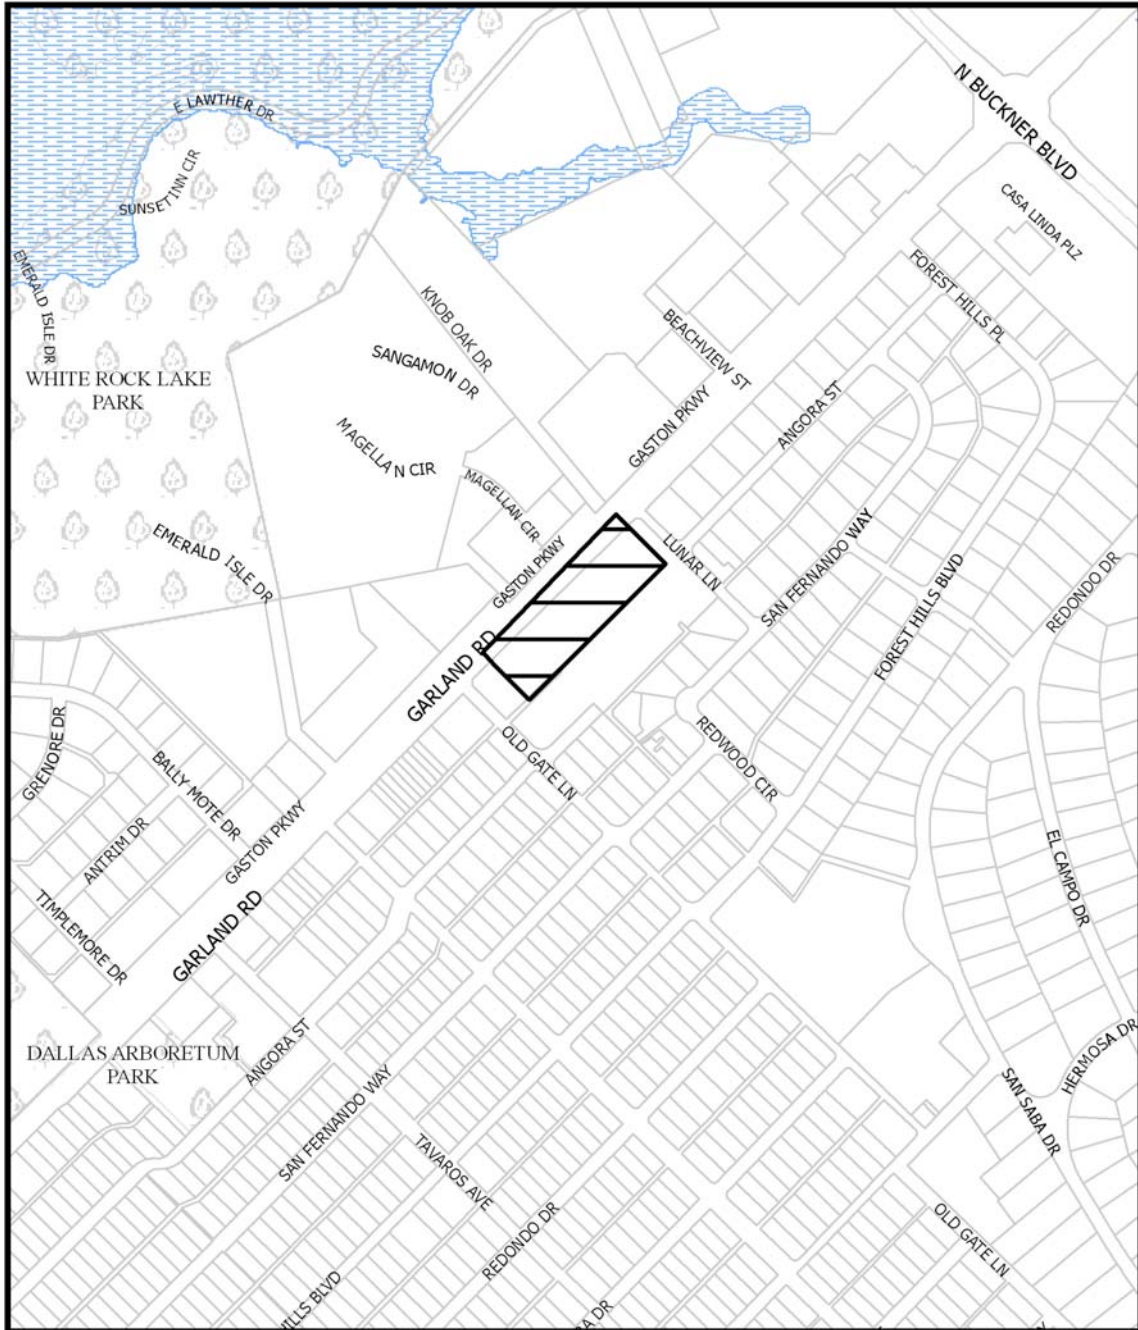 N BUCKNER BLVD
E LAWTHER DR
SUNSET INN CIR
CASA LINDA PLZ
EMERALD ISLE DR
FOREST HILLS PL
KNOB OAK DR
BEACHVIEW ST
SANGAMON DR
WHITE ROCK LAKE
PARK
ANGORA ST
GASTON PKWY
MAGELLAN CIR
MAGELLAN CIR
SAN FERNANDO WAY
EMERALD ISLE DR
GASTON PKWY
LUNAR LN
FOREST HILLS BLVD
REDONDO DR
GARLAND RD
GRENORE DR
BALLY MOTE DR
OLD GATE LN
REDWOOD CIR
ANTRIM DR
GASTON PKWY
EL CAMPO DR
TIMPLEMORE DR
GARLAND RD
DALLAS ARBORETUM
PARK
ANGORA ST
HERMOSA DR
SAN FERNANDO WAY
SAN SABA DR
TAVAROS AVE
REDONDO DR
OLD GATE LN
HILLS BLVD
DR